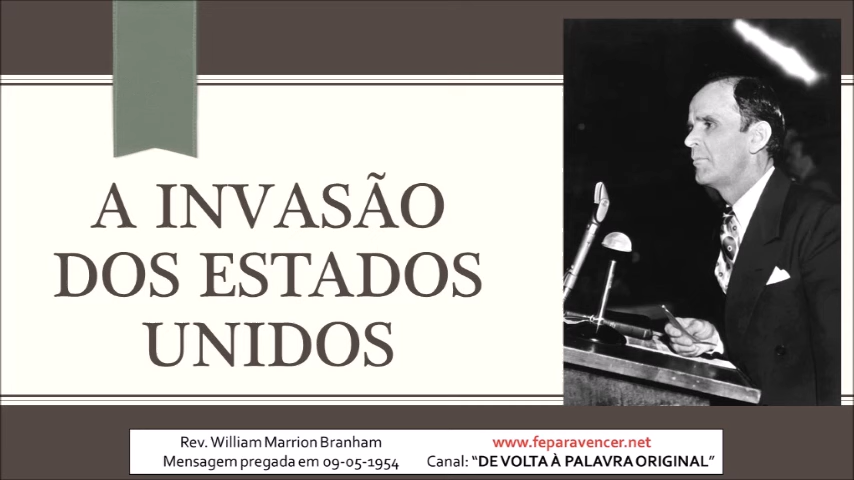 A INVASÃO
DOS ESTADOS
UNIDOS
Rev. William Marrion Branham
Mensagem pregada em 09-05-1954
www.feparavencer.net
Canal: “DE VOLTA À PALAVRA ORIGINAL”